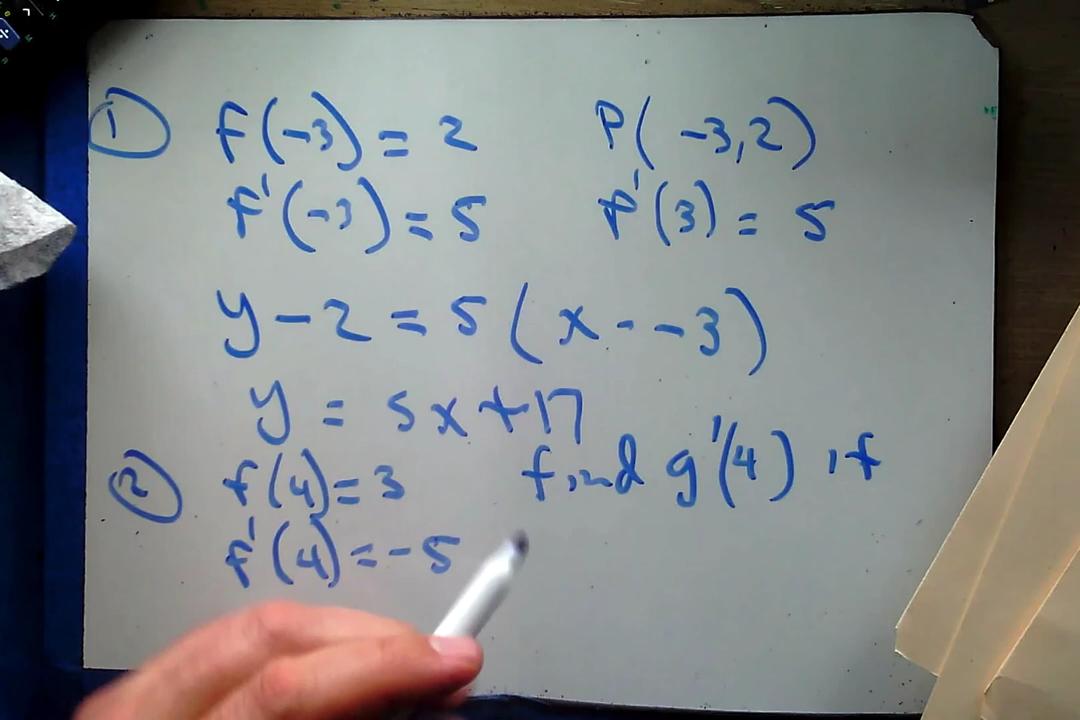 ① f(-3) = 2 P(-3,2)
f'(-3) = 5 f'(3) = 5
y - 2 = 5(x - -3)
y = 5x + 17
② f(4) = 3 find g'(4) if
f'(4) = -5